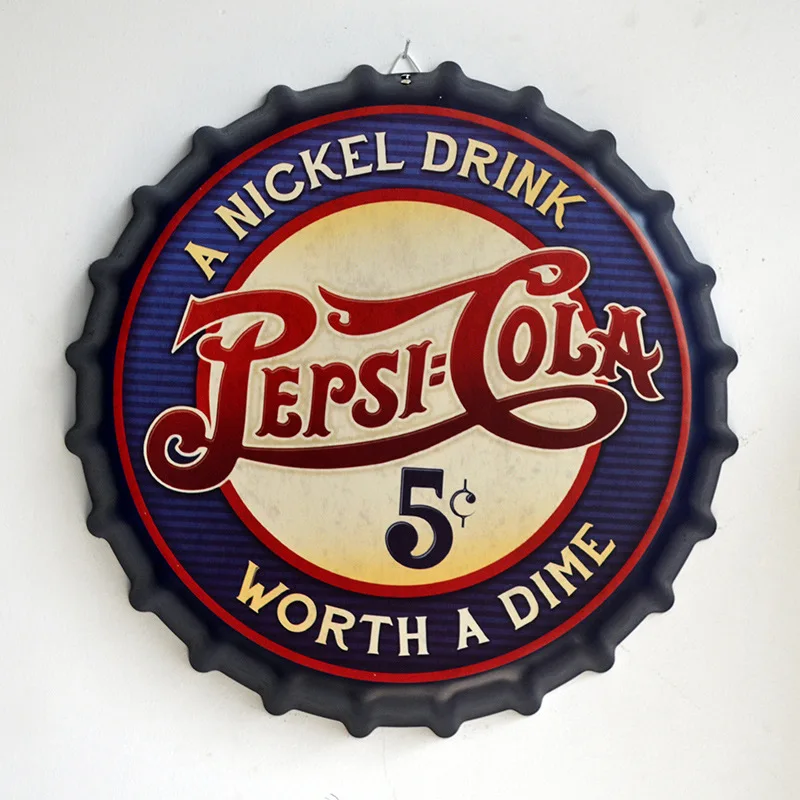 A NICKEL DRINK
PEPSI=COLA
5¢
WORTH A DIME